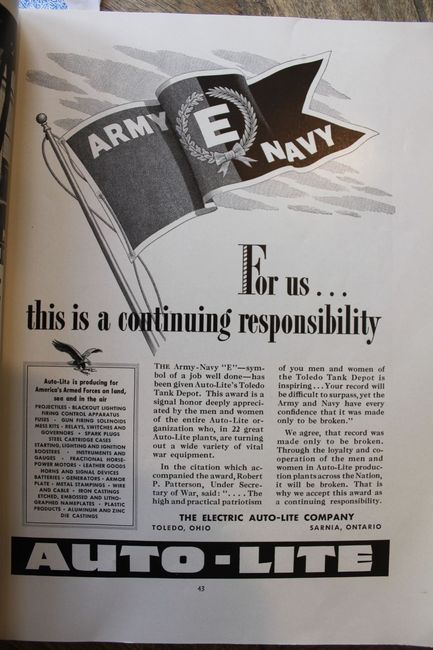 ARMY E NAVY
For us...
this is a continuing responsibility
Auto-Lite is producing for
America's Armed Forces on land,
sea and in the air
PROJECTILES • BLACKOUT LIGHTING
FIRING CONTROL APPARATUS
FUZES • GUN FIRING SOLENOIDS
MESS KITS • RELAYS, SWITCHES AND
GOVERNORS • SPARK PLUGS
STEEL CARTRIDGE CASES
STARTING, LIGHTING AND IGNITION
BOOSTERS • INSTRUMENTS AND
GAUGES • FRACTIONAL HORSE-
POWER MOTORS • LEATHER GOODS
HORNS AND SIGNAL DEVICES
BATTERIES • GENERATORS • ARMOR
PLATE • METAL STAMPINGS • WIRE
AND CABLE • IRON CASTINGS
ETCHED, EMBOSSED AND LITHO-
GRAPHED NAMEPLATES • PLASTIC
PRODUCTS • ALUMINUM AND ZINC
DIE CASTINGS
THE Army-Navy "E"—sym-
bol of a job well done—has
been given Auto-Lite's Toledo
Tank Depot. This award is a
signal honor deeply appreci-
ated by the men and women
of the entire Auto-Lite or-
ganization who, in 22 great
Auto-Lite plants, are turning
out a wide variety of vital
war equipment.
In the citation which ac-
companied the award, Robert
P. Patterson, Under Secre-
tary of War, said: ". . . . The
high and practical patriotism
of you men and women of
the Toledo Tank Depot is
inspiring . . . Your record will
be difficult to surpass, yet the
Army and Navy have every
confidence that it was made
only to be broken."
We agree, that record was
made only to be broken.
Through the loyalty and co-
operation of the men and
women in Auto-Lite produc-
tion plants across the Nation,
it will be broken. That is
why we accept this award as
a continuing responsibility.
THE ELECTRIC AUTO-LITE COMPANY
TOLEDO, OHIO SARNIA, ONTARIO
AUTO-LITE
43